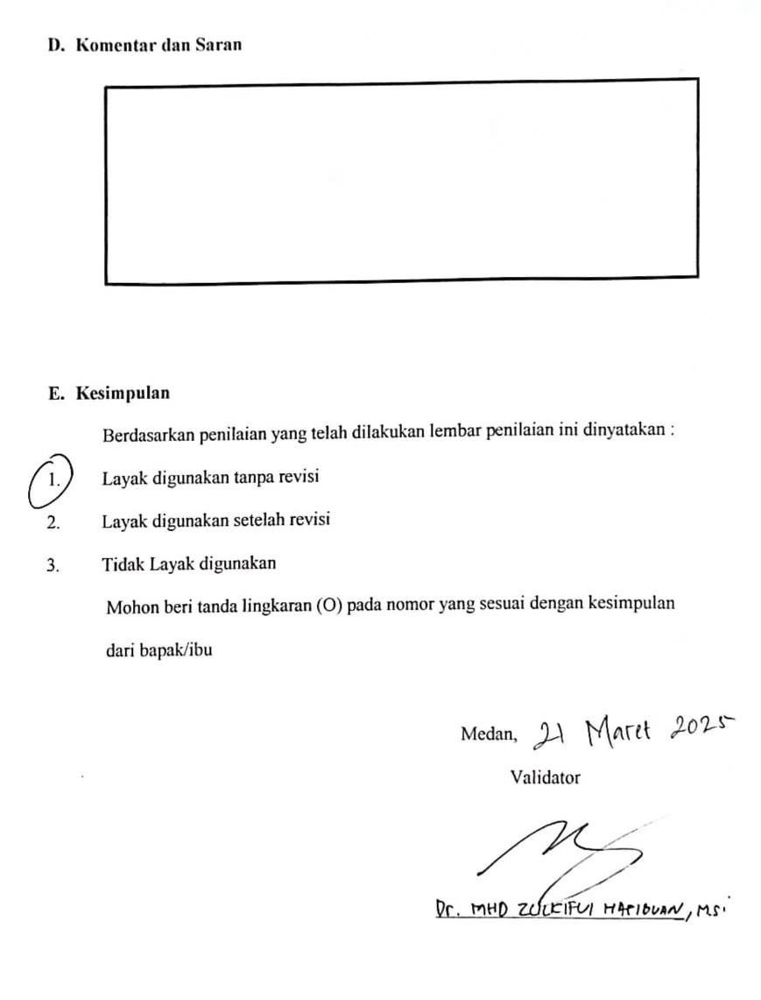 D. Komentar dan Saran
E. Kesimpulan
Berdasarkan penilaian yang telah dilakukan lembar penilaian ini dinyatakan :
1. Layak digunakan tanpa revisi
2. Layak digunakan setelah revisi
3. Tidak Layak digunakan
Mohon beri tanda lingkaran (O) pada nomor yang sesuai dengan kesimpulan
dari bapak/ibu
Medan, 21 Maret 2025
Validator
Dr. MHD ZULKIFLI HASIBUAN, MSi